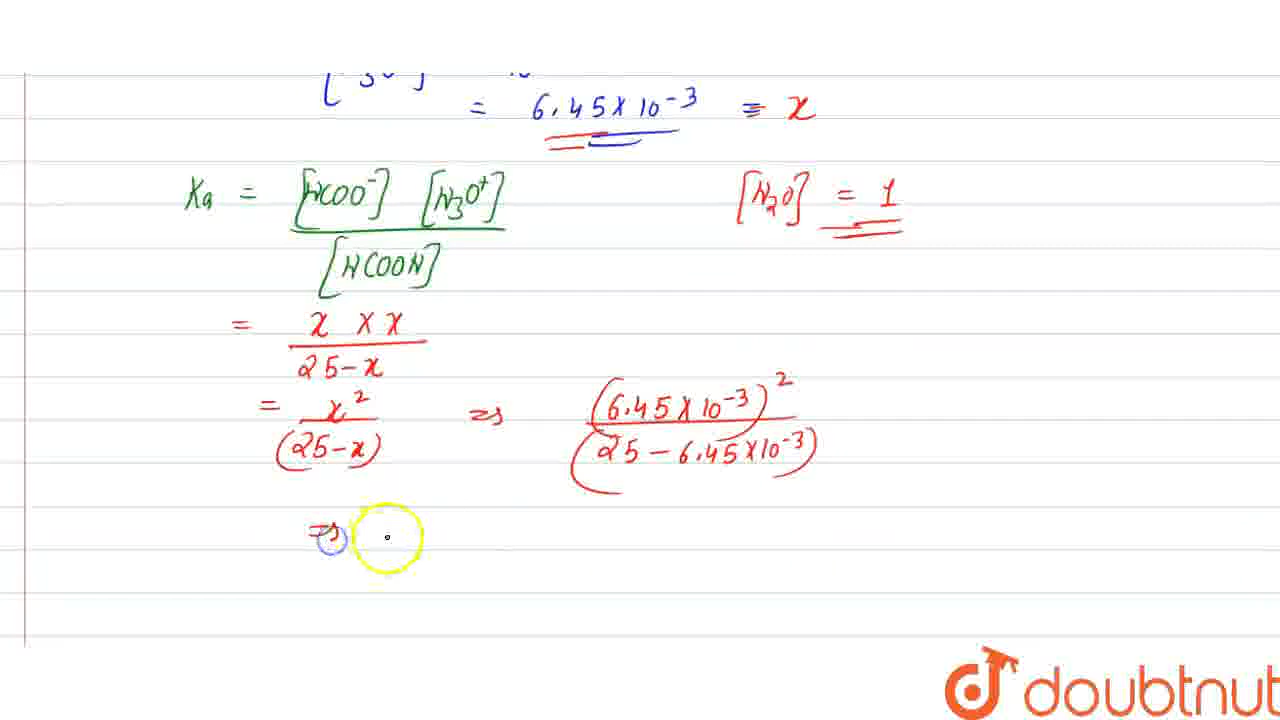 = 6.45×10⁻³ = x
Ka = [HCOO⁻] [H₃O⁺] [H₂O] = 1
[HCOOH]
= x × x
25-x
= x² ⇒ (6.45×10⁻³)²
(25-x) (25-6.45×10⁻³)
⇒
doubtnut